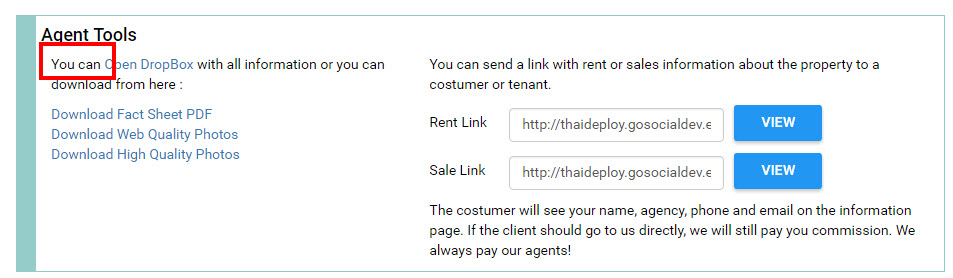 Agent Tools
You can Open DropBox with all information or you can
download from here :
Download Fact Sheet PDF
Download Web Quality Photos
Download High Quality Photos
You can send a link with rent or sales information about the property to a
costumer or tenant.
Rent Link http://thaideploy.gosocialdev.e VIEW
Sale Link http://thaideploy.gosocialdev.e VIEW
The costumer will see your name, agency, phone and email on the information
page. If the client should go to us directly, we will still pay you commission. We
always pay our agents!